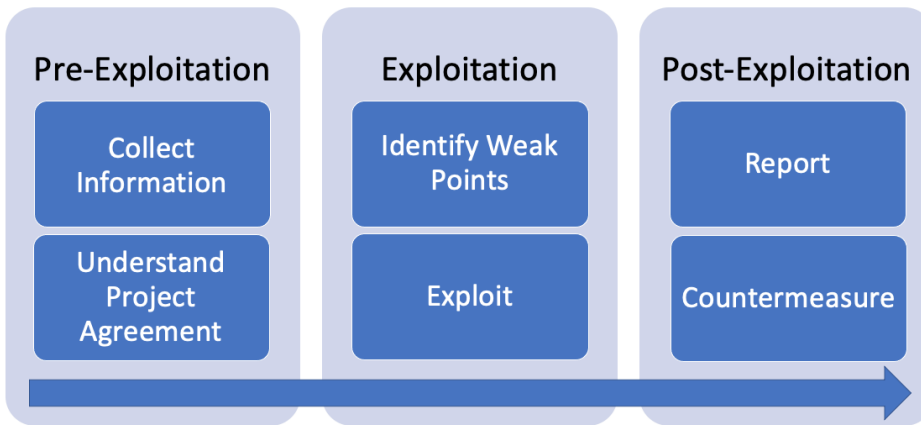 Pre-Exploitation
Collect
Information
Understand
Project
Agreement
Exploitation
Identify Weak
Points
Exploit
Post-Exploitation
Report
Countermeasure